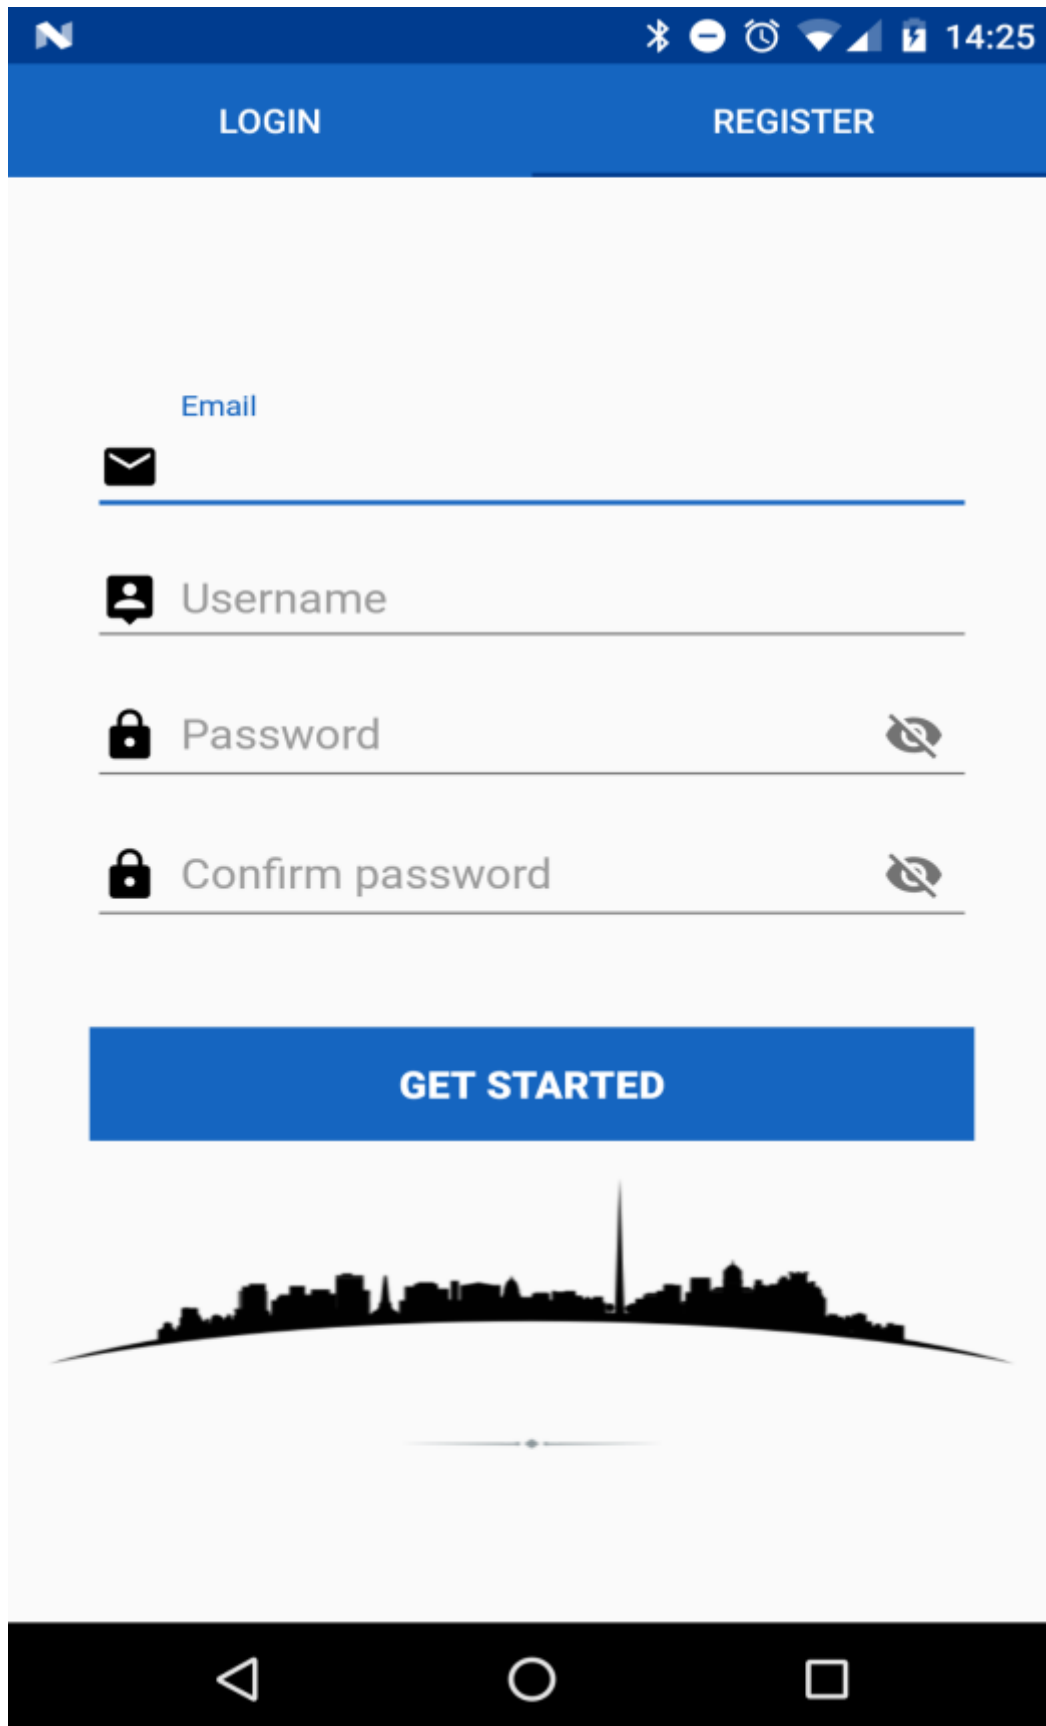 14:25
LOGIN
REGISTER
Email
Username
Password
Confirm password
GET STARTED